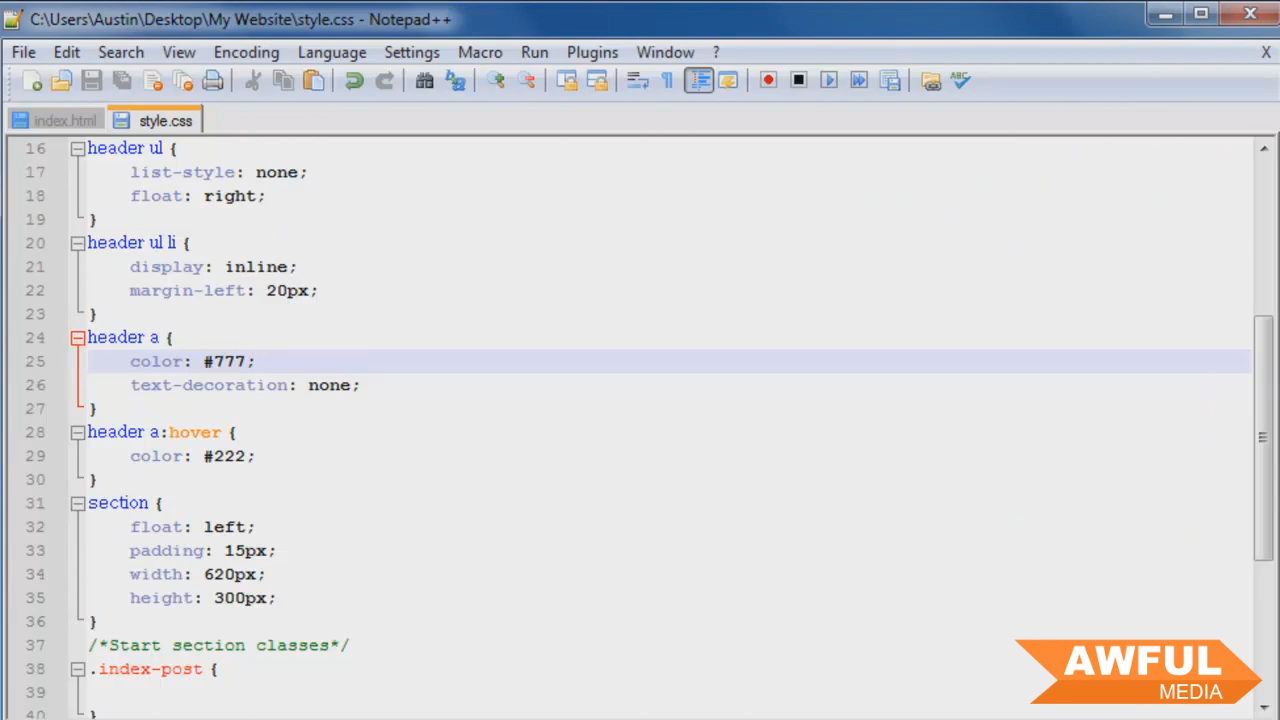 C:\Users\Austin\Desktop\My Website\style.css - Notepad++
File Edit Search View Encoding Language Settings Macro Run Plugins Window ? X
index.html style.css
16 header ul {
17 list-style: none;
18 float: right;
19 }
20 header ul li {
21 display: inline;
22 margin-left: 20px;
23 }
24 header a {
25 color: #777;
26 text-decoration: none;
27 }
28 header a:hover {
29 color: #222;
30 }
31 section {
32 float: left;
33 padding: 15px;
34 width: 620px;
35 height: 300px;
36 }
37 /*Start section classes*/
38 .index-post {
39
40 }
AWFUL
MEDIA